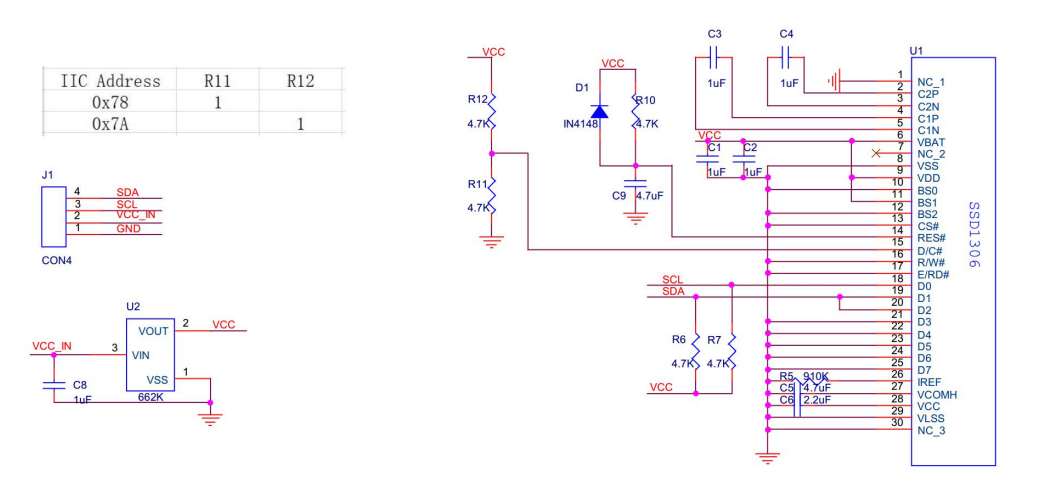 IIC Address R11 R12
0x78 1
0x7A 1
J1
4 SDA
3 SCL
2 VCC_IN
1 GND
CON4
U2
VOUT 2 VCC
VCC_IN 3 VIN
VSS 1
C8
1uF
662K
VCC
R12
4.7K
R11
4.7K
VCC
D1
IN4148
R10
4.7K
C9 4.7uF
C3
1uF
C4
1uF
VCC
C1
1uF
C2
1uF
SCL
SDA
R6
4.7K
R7
4.7K
VCC
R5 910K
C5 4.7uF
C6 2.2uF
U1
1 NC_1
2 C2P
3 C2N
4 C1P
5 C1N
6 VBAT
7 NC_2
8 VSS
9 VDD
10 BS0
11 BS1
12 BS2
13 CS#
14 RES#
15 D/C#
16 R/W#
17 E/RD#
18 D0
19 D1
20 D2
21 D3
22 D4
23 D5
24 D6
25 D7
26 IREF
27 VCOMH
28 VCC
29 VLSS
30 NC_3
SSD1306